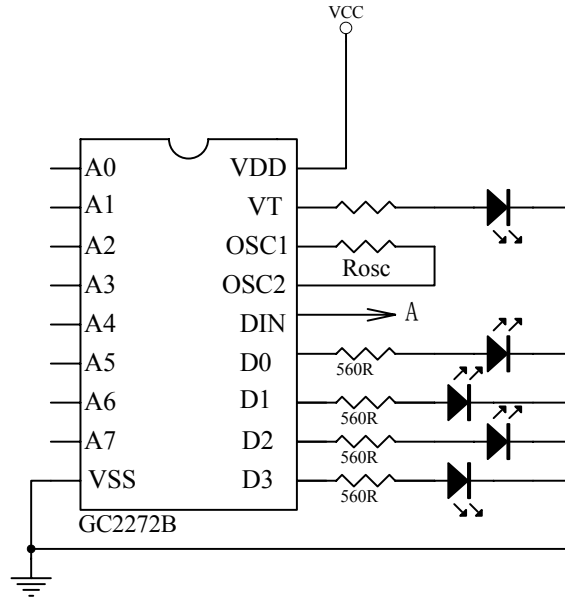 VCC
A0 VDD
A1 VT
A2 OSC1
Rosc
A3 OSC2
A4 DIN A
A5 D0
560R
A6 D1
560R
A7 D2
560R
VSS D3
560R
GC2272B